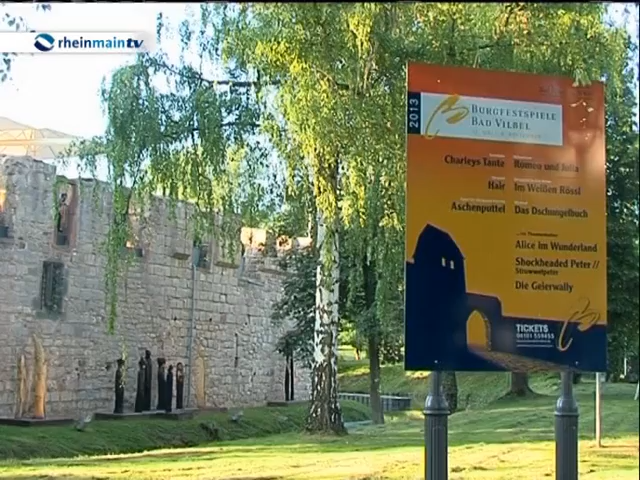 rheinmaintv
2013
BURGFESTSPIELE
BAD VILBEL
Charleys Tante
Romeo und Julia
Hair
Im Weißen Rössl
Aschenputtel
Das Dschungelbuch
Alice im Wunderland
Shockheaded Peter //
Struwwelpeter
Die Geierwally
TICKETS